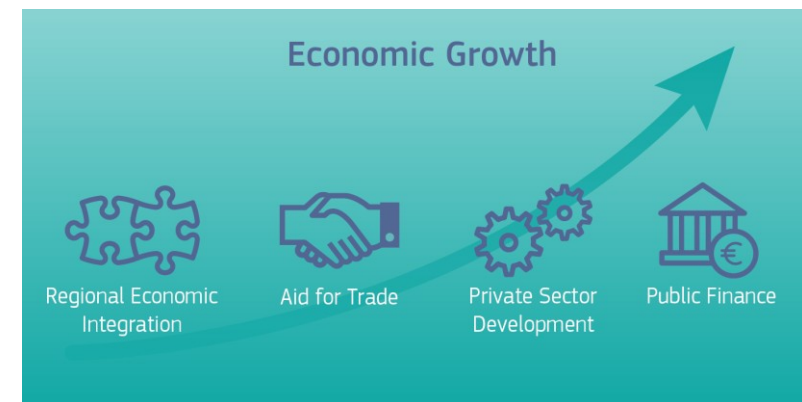 Economic Growth
Regional Economic
Integration
Aid for Trade
Private Sector
Development
Public Finance
€